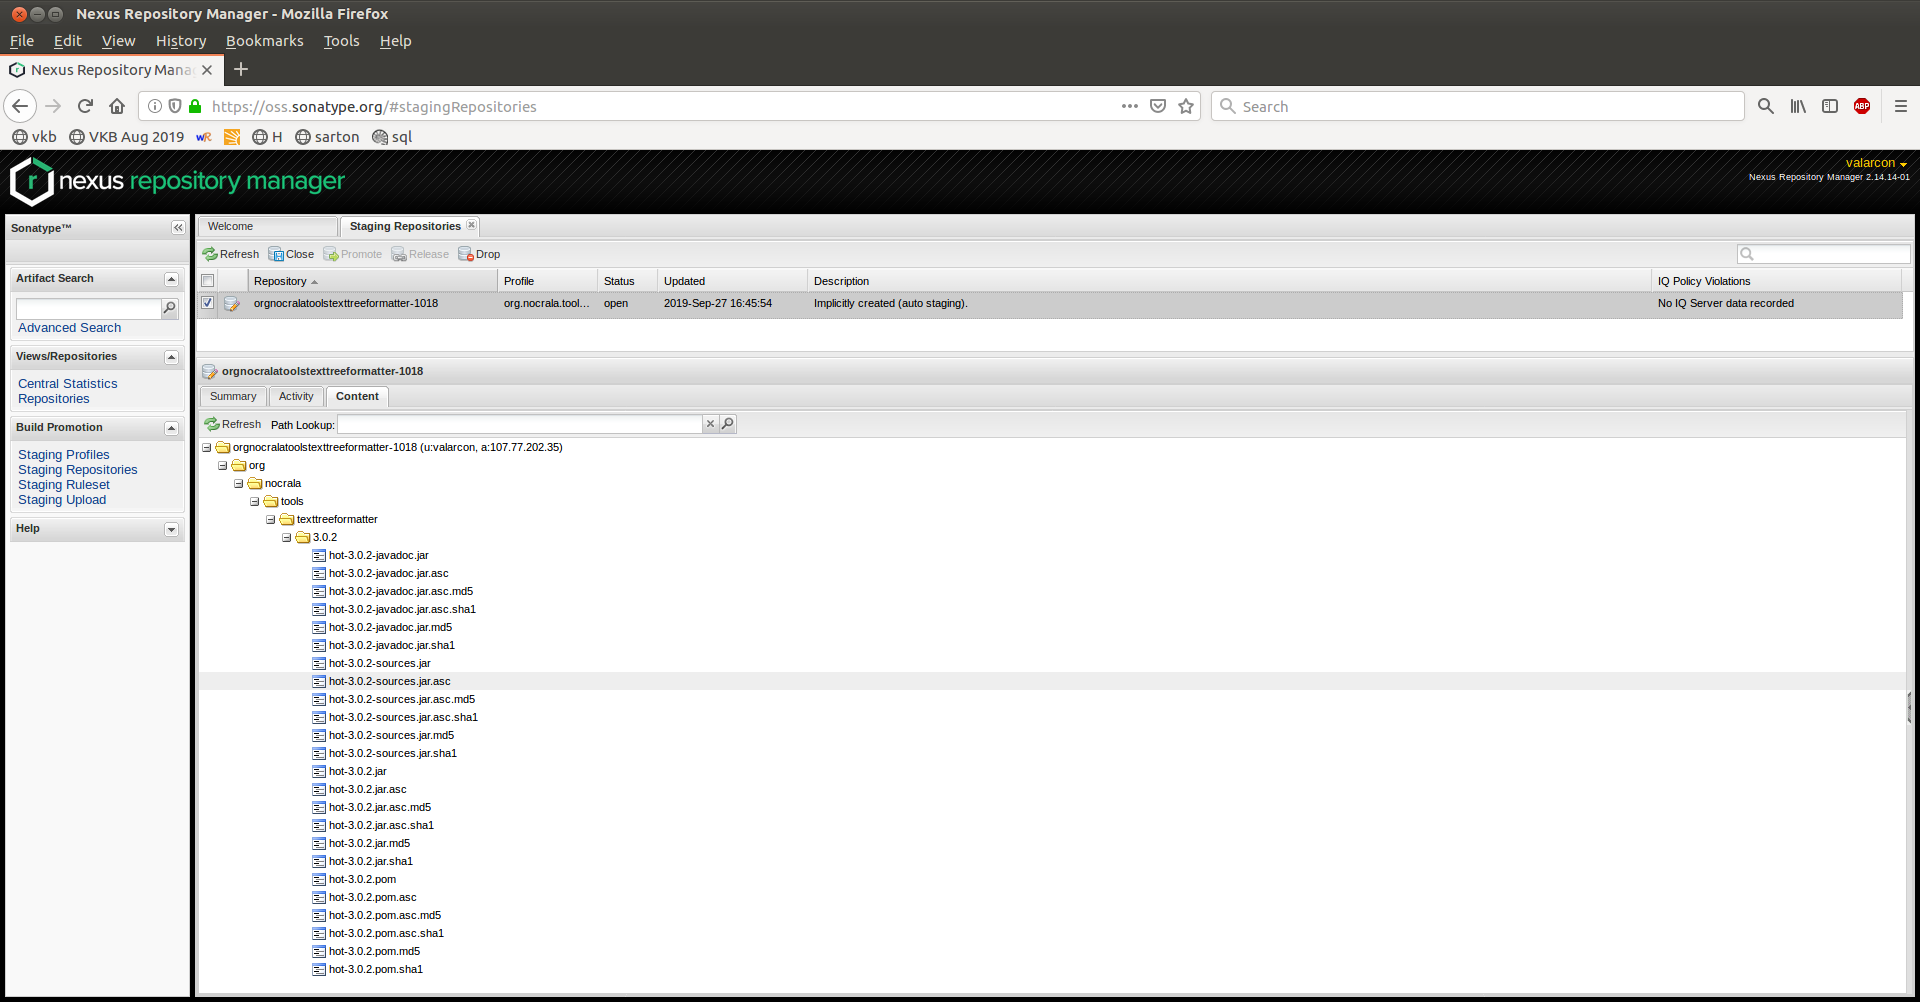 Nexus Repository Manager - Mozilla Firefox
File Edit View History Bookmarks Tools Help
Nexus Repository Mana
https://oss.sonatype.org/#stagingRepositories
Search
ABP
vkb VKB Aug 2019 wR H sarton sql
nexus repository manager
valarcon
Nexus Repository Manager 2.14.14-01
Sonatype™
Artifact Search
Advanced Search
Views/Repositories
Central Statistics
Repositories
Build Promotion
Staging Profiles
Staging Repositories
Staging Ruleset
Staging Upload
Help
Welcome Staging Repositories
Refresh Close Promote Release Drop
Repository Profile Status Updated Description IQ Policy Violations
orgnocralatoolstexttreeformatter-1018 org.nocrala.tool... open 2019-Sep-27 16:45:54 Implicitly created (auto staging). No IQ Server data recorded
orgnocralatoolstexttreeformatter-1018
Summary Activity Content
Refresh Path Lookup:
orgnocralatoolstexttreeformatter-1018 (u:valarcon, a:107.77.202.35)
org
nocrala
tools
texttreeformatter
3.0.2
hot-3.0.2-javadoc.jar
hot-3.0.2-javadoc.jar.asc
hot-3.0.2-javadoc.jar.asc.md5
hot-3.0.2-javadoc.jar.asc.sha1
hot-3.0.2-javadoc.jar.md5
hot-3.0.2-javadoc.jar.sha1
hot-3.0.2-sources.jar
hot-3.0.2-sources.jar.asc
hot-3.0.2-sources.jar.asc.md5
hot-3.0.2-sources.jar.asc.sha1
hot-3.0.2-sources.jar.md5
hot-3.0.2-sources.jar.sha1
hot-3.0.2.jar
hot-3.0.2.jar.asc
hot-3.0.2.jar.asc.md5
hot-3.0.2.jar.asc.sha1
hot-3.0.2.jar.md5
hot-3.0.2.jar.sha1
hot-3.0.2.pom
hot-3.0.2.pom.asc
hot-3.0.2.pom.asc.md5
hot-3.0.2.pom.asc.sha1
hot-3.0.2.pom.md5
hot-3.0.2.pom.sha1